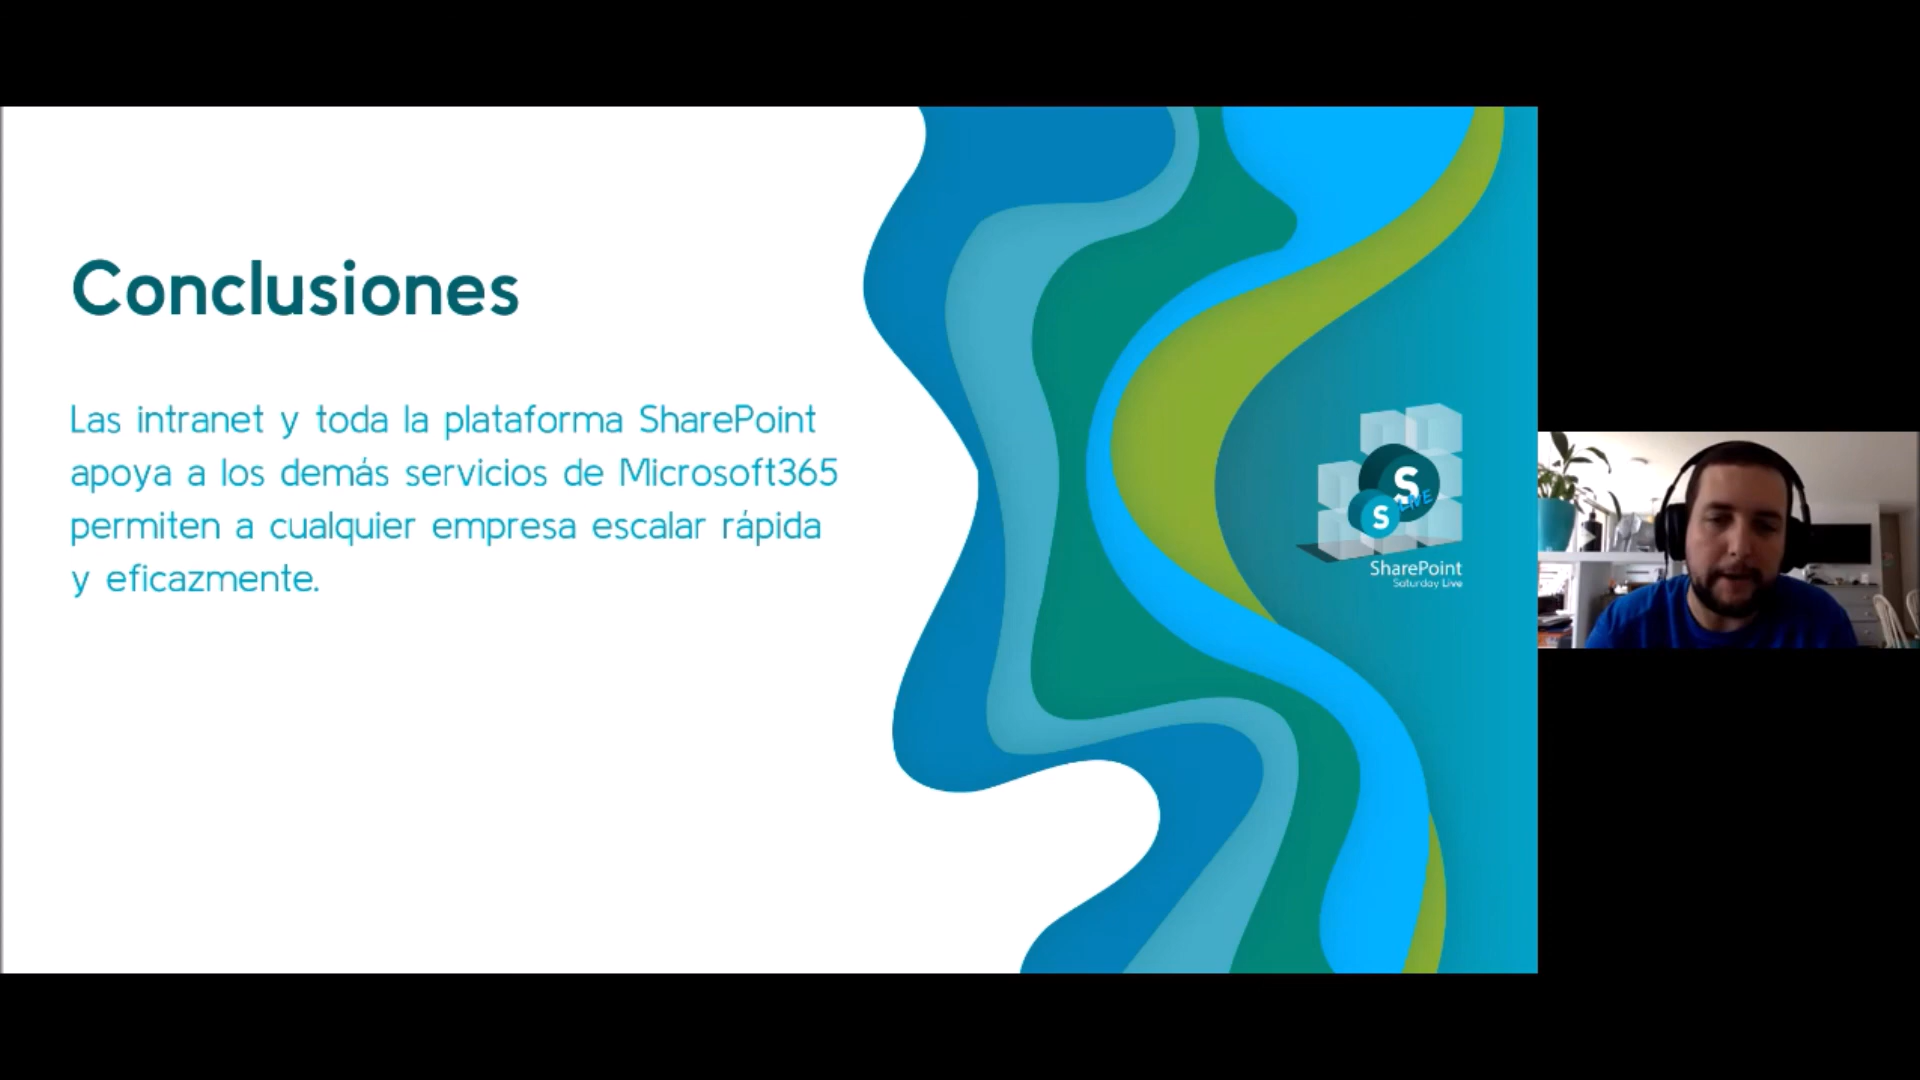 Conclusiones
Las intranet y toda la plataforma SharePoint
apoya a los demás servicios de Microsoft365
permiten a cualquier empresa escalar rápida
y eficazmente.
S
LIVE
S
SharePoint
Saturday Live